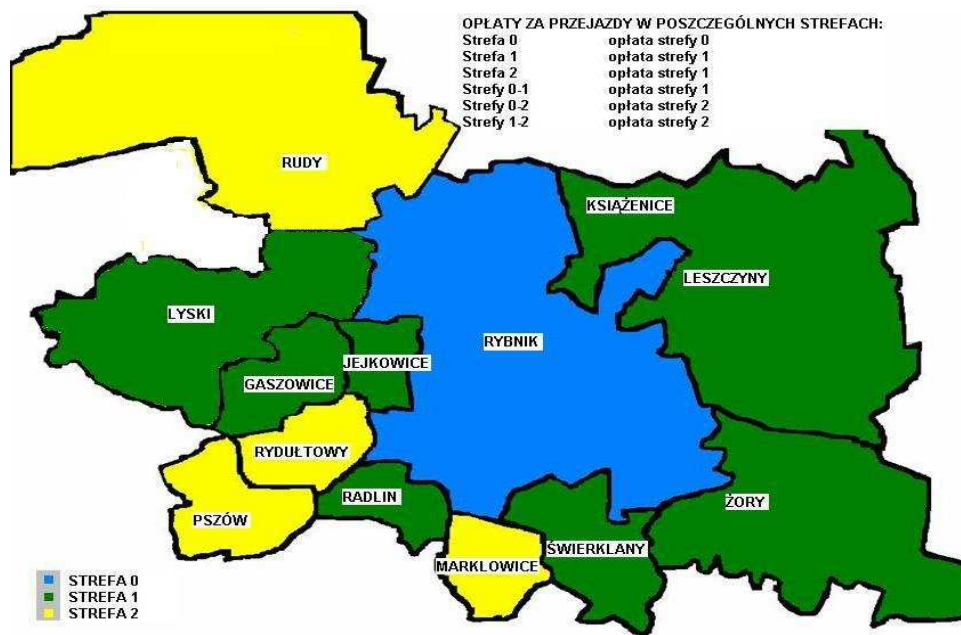 OPŁATY ZA PRZEJAZDY W POSZCZEGÓLNYCH STREFACH:
Strefa 0 opłata strefy 0
Strefa 1 opłata strefy 1
Strefa 2 opłata strefy 1
Strefy 0-1 opłata strefy 1
Strefy 0-2 opłata strefy 2
Strefy 1-2 opłata strefy 2
RUDY
KSIĄŻENICE
LESZCZYNY
LYSKI
RYBNIK
JEJKOWICE
GASZOWICE
RYDUŁTOWY
RADLIN
ŻORY
PSZÓW
ŚWIERKLANY
MARKLOWICE
STREFA 0
STREFA 1
STREFA 2